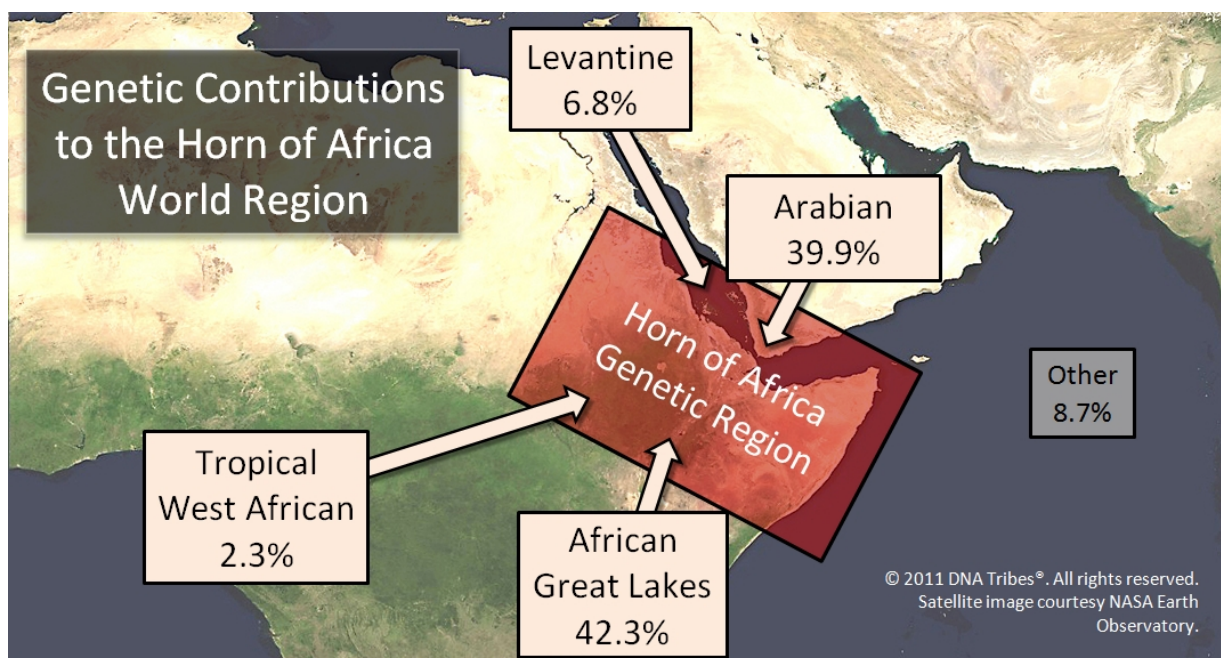 Genetic Contributions
to the Horn of Africa
World Region
Levantine
6.8%
Arabian
39.9%
Horn of Africa
Genetic Region
Other
8.7%
Tropical
West African
2.3%
African
Great Lakes
42.3%
© 2011 DNA Tribes®. All rights reserved.
Satellite image courtesy NASA Earth
Observatory.